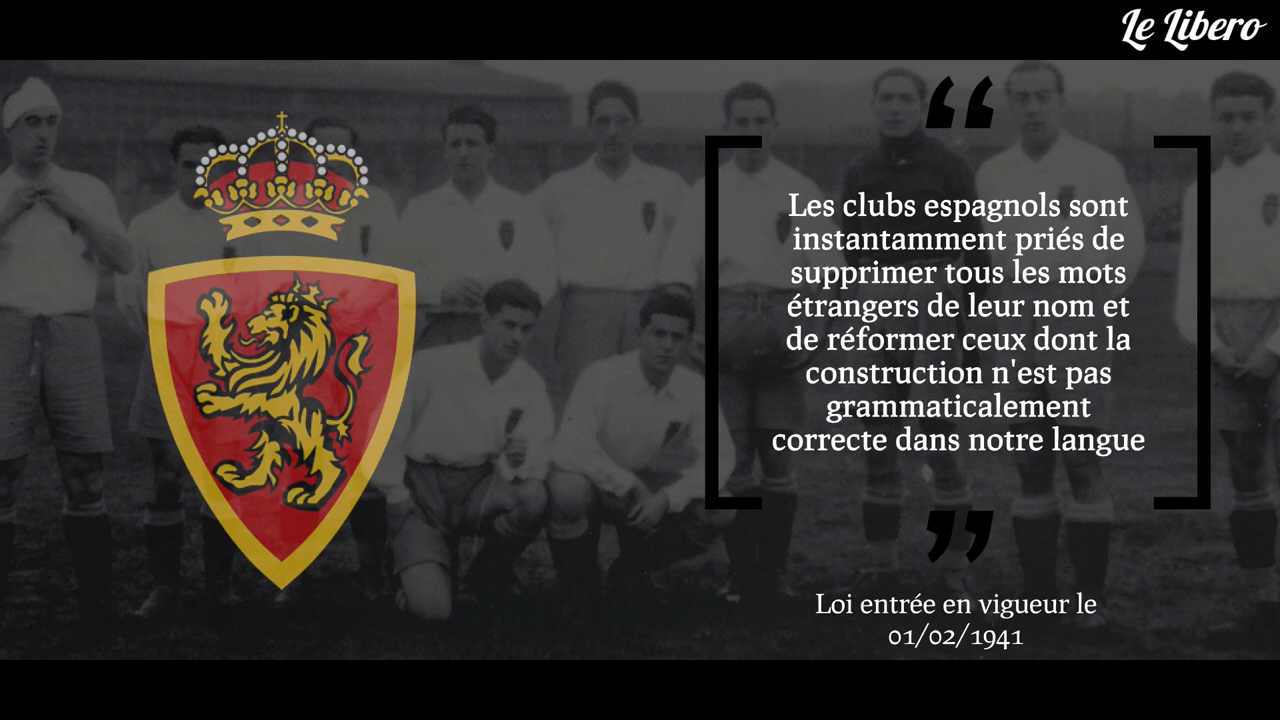 Le Libero
“
Les clubs espagnols sont
instantamment priés de
supprimer tous les mots
étrangers de leur nom et
de réformer ceux dont la
construction n'est pas
grammaticalement
correcte dans notre langue
”
Loi entrée en vigueur le
01/02/1941